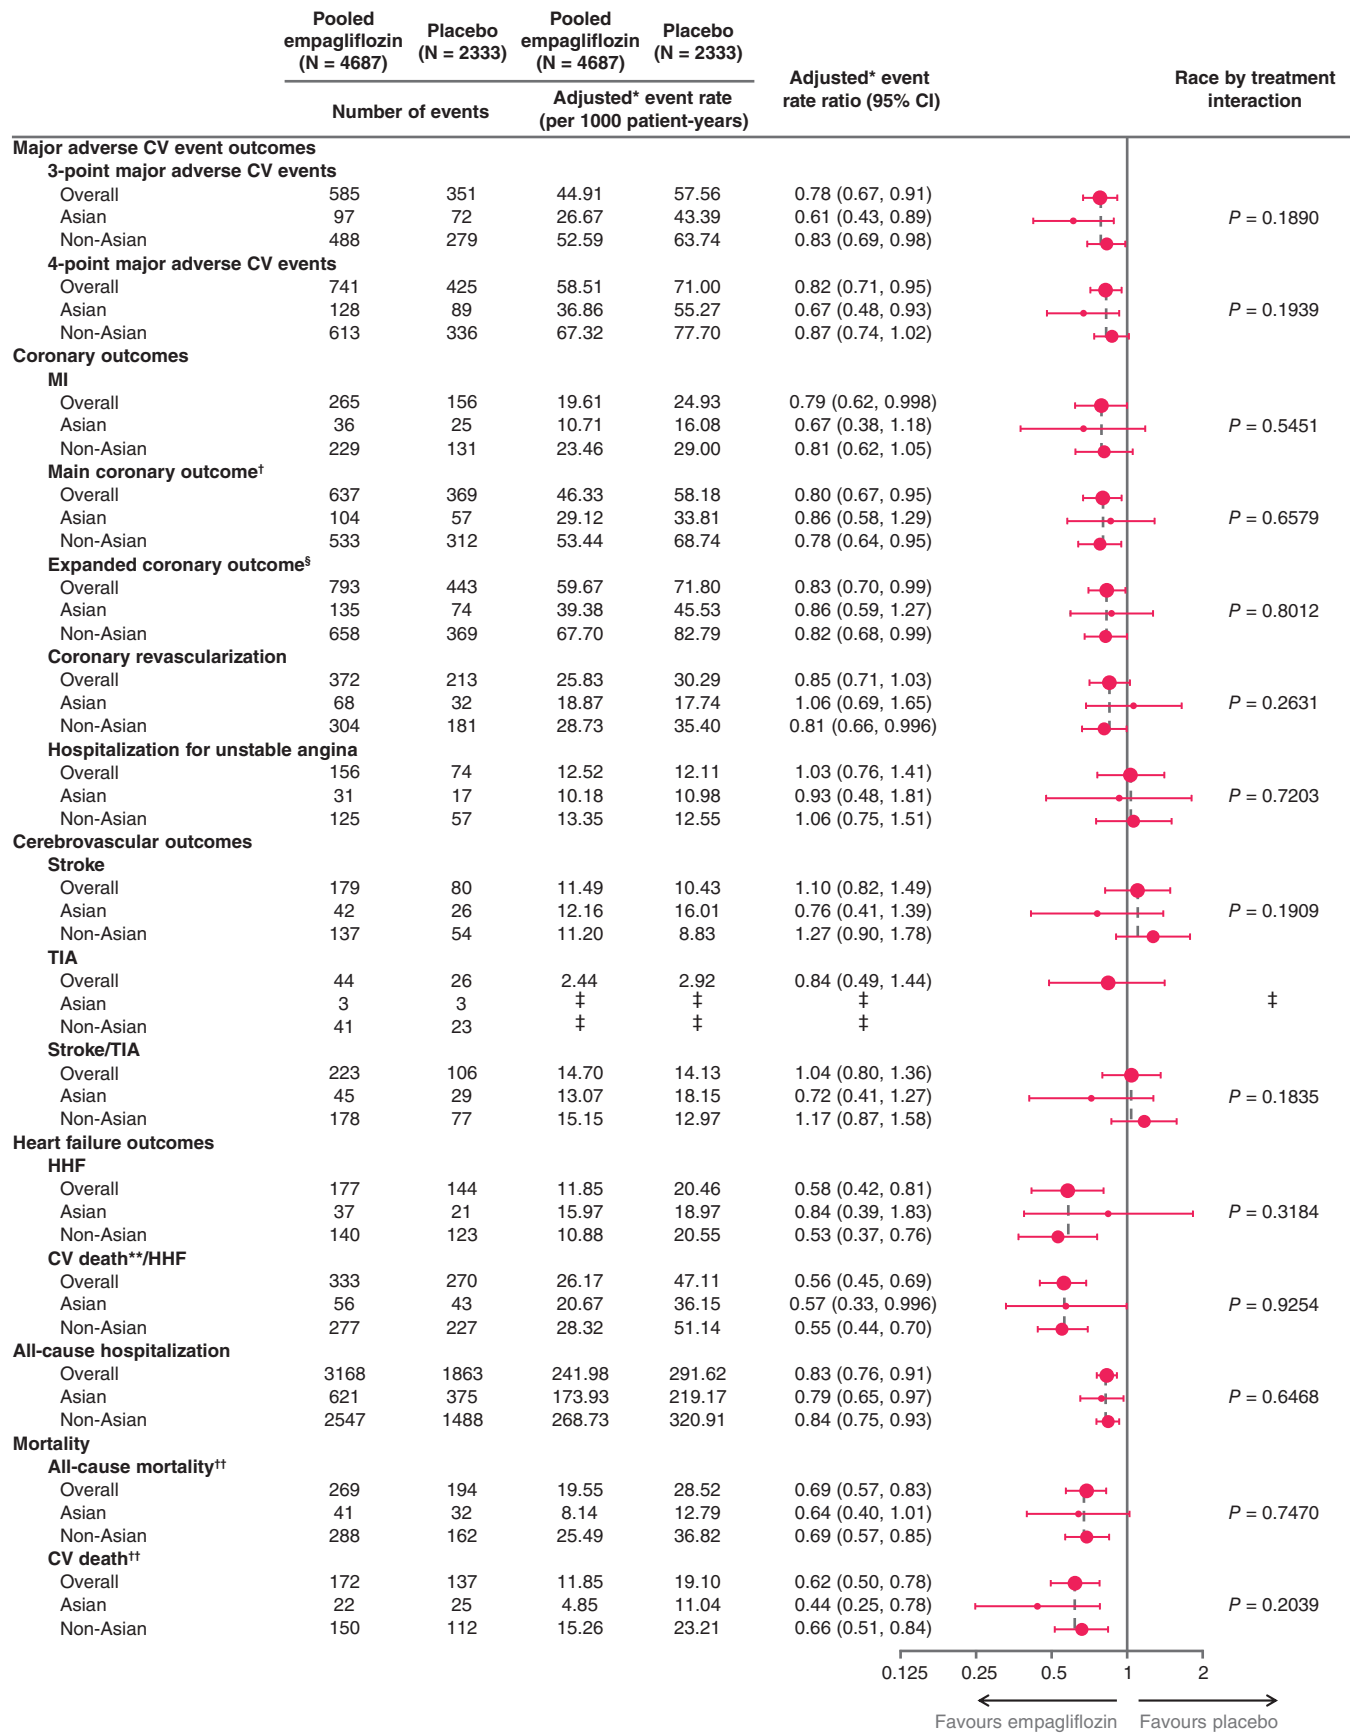 Pooled empagliflozin (N = 4687) Placebo (N = 2333) Pooled empagliflozin (N = 4687) Placebo (N = 2333)
Number of events Adjusted* event rate (per 1000 patient-years) Adjusted* event rate ratio (95% CI) Race by treatment interaction
Major adverse CV event outcomes
3-point major adverse CV events
Overall 585 351 44.91 57.56 0.78 (0.67, 0.91)
Asian 97 72 26.67 43.39 0.61 (0.43, 0.89) P = 0.1890
Non-Asian 488 279 52.59 63.74 0.83 (0.69, 0.98)
4-point major adverse CV events
Overall 741 425 58.51 71.00 0.82 (0.71, 0.95)
Asian 128 89 36.86 55.27 0.67 (0.48, 0.93) P = 0.1939
Non-Asian 613 336 67.32 77.70 0.87 (0.74, 1.02)
Coronary outcomes
MI
Overall 265 156 19.61 24.93 0.79 (0.62, 0.998)
Asian 36 25 10.71 16.08 0.67 (0.38, 1.18) P = 0.5451
Non-Asian 229 131 23.46 29.00 0.81 (0.62, 1.05)
Main coronary outcome†
Overall 637 369 46.33 58.18 0.80 (0.67, 0.95)
Asian 104 57 29.12 33.81 0.86 (0.58, 1.29) P = 0.6579
Non-Asian 533 312 53.44 68.74 0.78 (0.64, 0.95)
Expanded coronary outcome§
Overall 793 443 59.67 71.80 0.83 (0.70, 0.99)
Asian 135 74 39.38 45.53 0.86 (0.59, 1.27) P = 0.8012
Non-Asian 658 369 67.70 82.79 0.82 (0.68, 0.99)
Coronary revascularization
Overall 372 213 25.83 30.29 0.85 (0.71, 1.03)
Asian 68 32 18.87 17.74 1.06 (0.69, 1.65) P = 0.2631
Non-Asian 304 181 28.73 35.40 0.81 (0.66, 0.996)
Hospitalization for unstable angina
Overall 156 74 12.52 12.11 1.03 (0.76, 1.41)
Asian 31 17 10.18 10.98 0.93 (0.48, 1.81) P = 0.7203
Non-Asian 125 57 13.35 12.55 1.06 (0.75, 1.51)
Cerebrovascular outcomes
Stroke
Overall 179 80 11.49 10.43 1.10 (0.82, 1.49)
Asian 42 26 12.16 16.01 0.76 (0.41, 1.39) P = 0.1909
Non-Asian 137 54 11.20 8.83 1.27 (0.90, 1.78)
TIA
Overall 44 26 2.44 2.92 0.84 (0.49, 1.44)
Asian 3 3 ‡ ‡ ‡ ‡
Non-Asian 41 23 ‡ ‡ ‡
Stroke/TIA
Overall 223 106 14.70 14.13 1.04 (0.80, 1.36)
Asian 45 29 13.07 18.15 0.72 (0.41, 1.27) P = 0.1835
Non-Asian 178 77 15.15 12.97 1.17 (0.87, 1.58)
Heart failure outcomes
HHF
Overall 177 144 11.85 20.46 0.58 (0.42, 0.81)
Asian 37 21 15.97 18.97 0.84 (0.39, 1.83) P = 0.3184
Non-Asian 140 123 10.88 20.55 0.53 (0.37, 0.76)
CV death**/HHF
Overall 333 270 26.17 47.11 0.56 (0.45, 0.69)
Asian 56 43 20.67 36.15 0.57 (0.33, 0.996) P = 0.9254
Non-Asian 277 227 28.32 51.14 0.55 (0.44, 0.70)
All-cause hospitalization
Overall 3168 1863 241.98 291.62 0.83 (0.76, 0.91)
Asian 621 375 173.93 219.17 0.79 (0.65, 0.97) P = 0.6468
Non-Asian 2547 1488 268.73 320.91 0.84 (0.75, 0.93)
Mortality
All-cause mortality††
Overall 269 194 19.55 28.52 0.69 (0.57, 0.83)
Asian 41 32 8.14 12.79 0.64 (0.40, 1.01) P = 0.7470
Non-Asian 288 162 25.49 36.82 0.69 (0.57, 0.85)
CV death††
Overall 172 137 11.85 19.10 0.62 (0.50, 0.78)
Asian 22 25 4.85 11.04 0.44 (0.25, 0.78) P = 0.2039
Non-Asian 150 112 15.26 23.21 0.66 (0.51, 0.84)
0.125 0.25 0.5 1 2
Favours empagliflozin Favours placebo